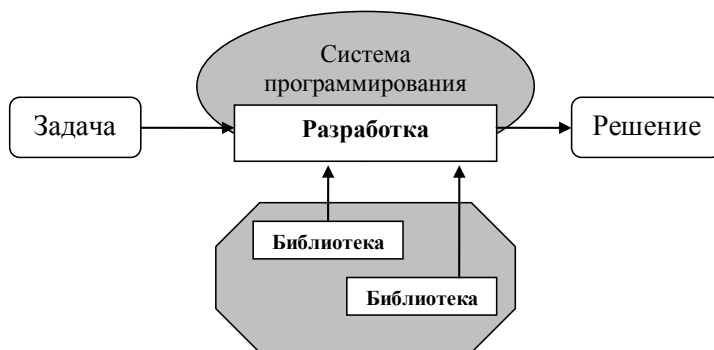 Система
программирования
Задача
Разработка
Решение
Библиотека
Библиотека